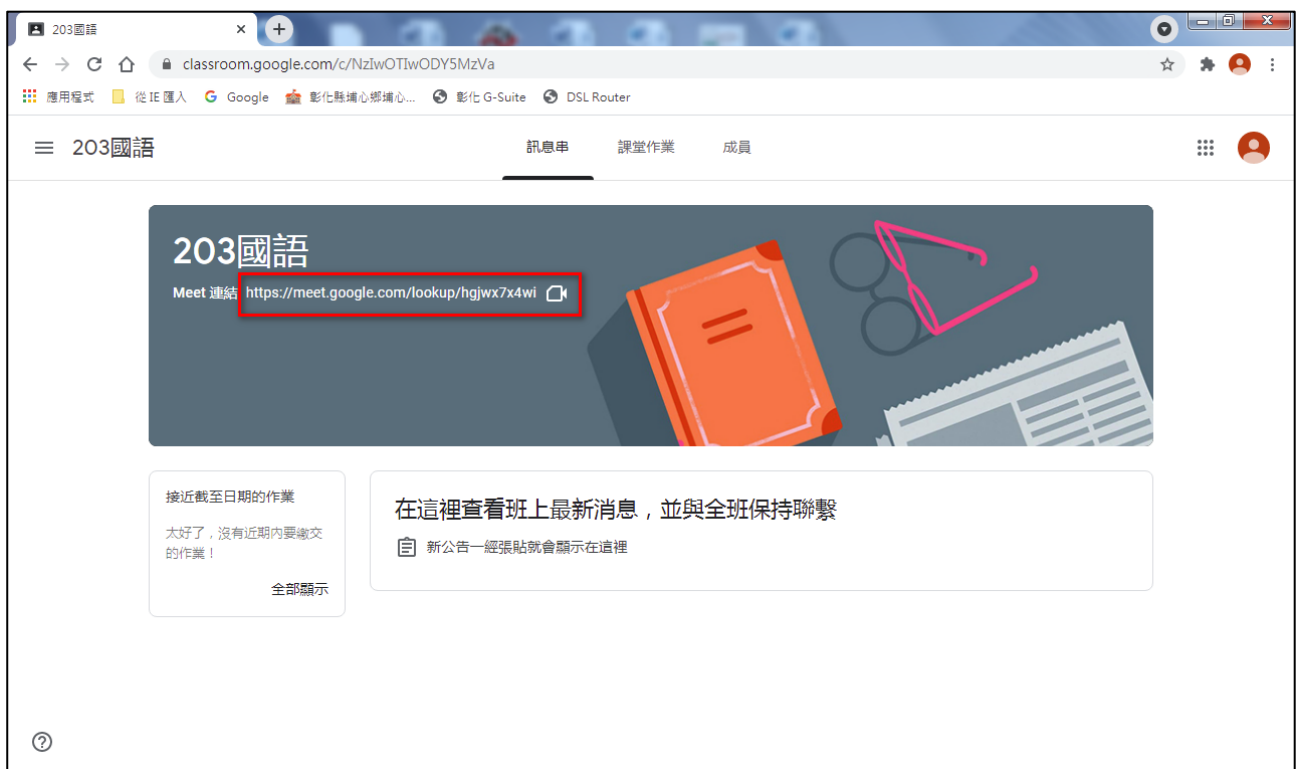 203國語
classroom.google.com/c/NzIwOTIwODY5MzVa
應用程式 從 IE 匯入 Google 彰化縣埔心鄉埔心... 彰化 G-Suite DSL Router
203國語 訊息串 課堂作業 成員
203國語
Meet 連結 https://meet.google.com/lookup/hgjwx7x4wi
接近截至日期的作業
太好了，沒有近期內要繳交
的作業！
全部顯示
在這裡查看班上最新消息，並與全班保持聯繫
新公告一經張貼就會顯示在這裡